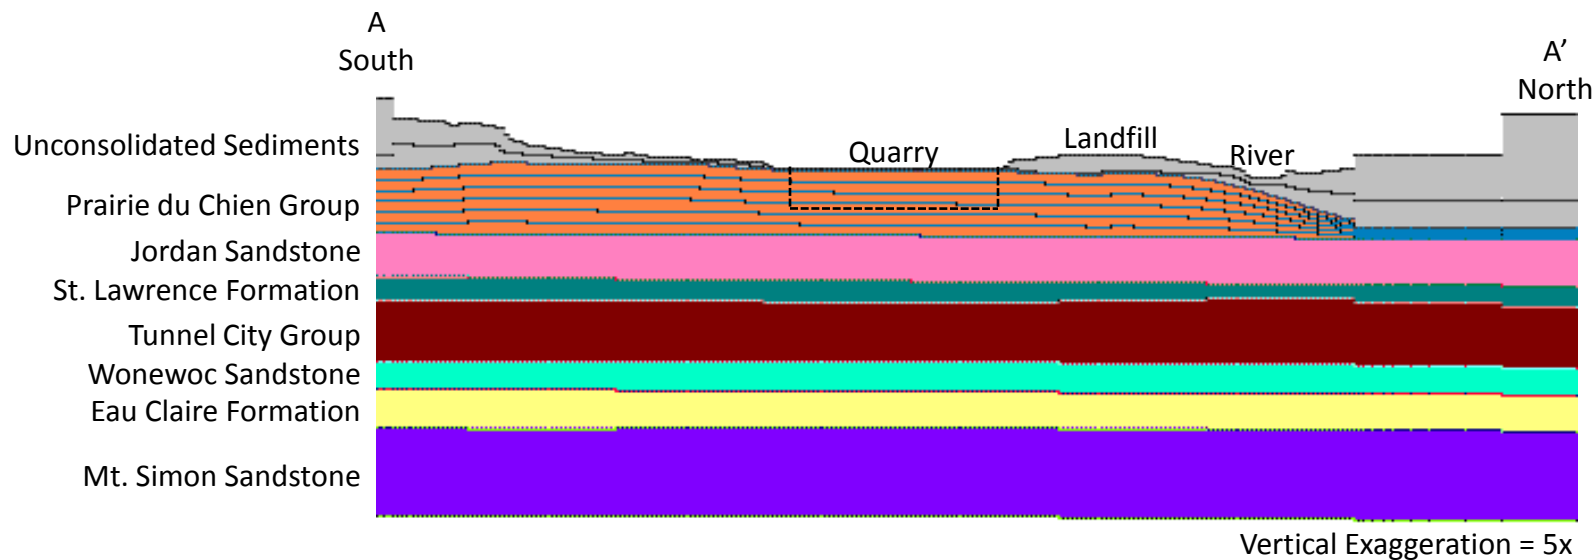 A
South
A’
North
Unconsolidated Sediments
Quarry
Landfill
River
Prairie du Chien Group
Jordan Sandstone
St. Lawrence Formation
Tunnel City Group
Wonewoc Sandstone
Eau Claire Formation
Mt. Simon Sandstone
Vertical Exaggeration = 5x